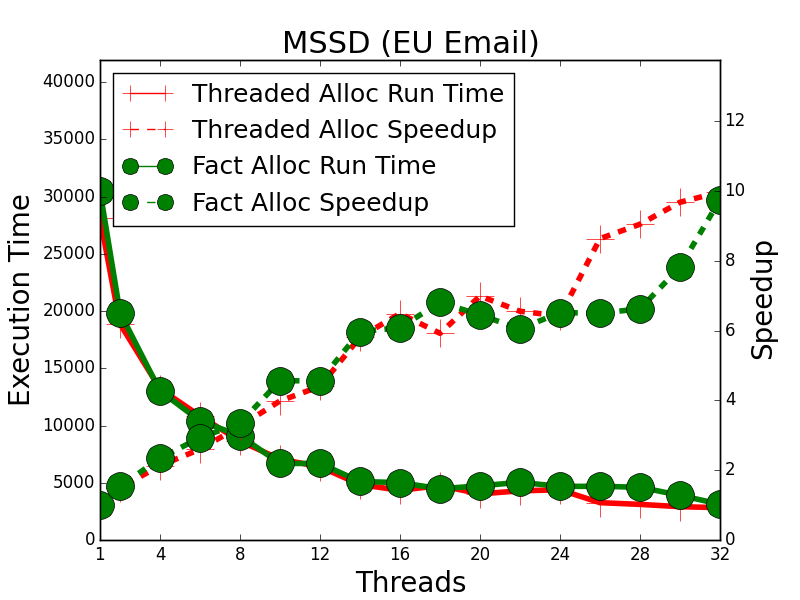 MSSD (EU Email)
Threaded Alloc Run Time
Threaded Alloc Speedup
Fact Alloc Run Time
Fact Alloc Speedup
Execution Time
40000
35000
30000
25000
20000
15000
10000
5000
0
Speedup
12
10
8
6
4
2
0
1 4 8 12 16 20 24 28 32
Threads